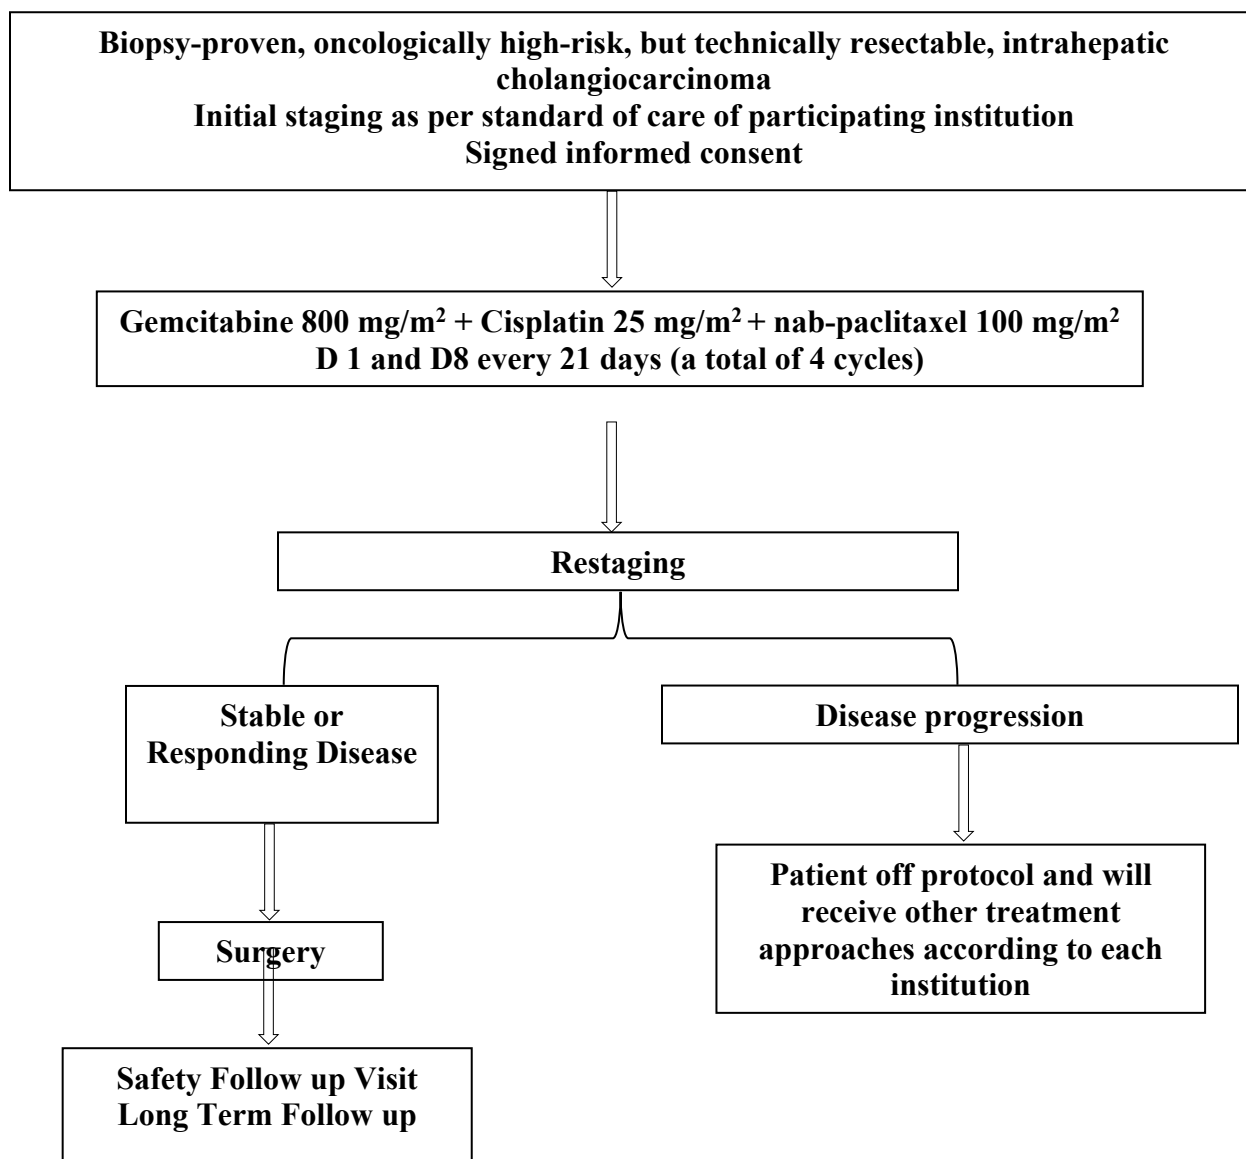 Biopsy-proven, oncologically high-risk, but technically resectable, intrahepatic
cholangiocarcinoma
Initial staging as per standard of care of participating institution
Signed informed consent
Gemcitabine 800 mg/m² + Cisplatin 25 mg/m² + nab-paclitaxel 100 mg/m²
D 1 and D8 every 21 days (a total of 4 cycles)
Restaging
Stable or
Responding Disease
Disease progression
Surgery
Patient off protocol and will
receive other treatment
approaches according to each
institution
Safety Follow up Visit
Long Term Follow up